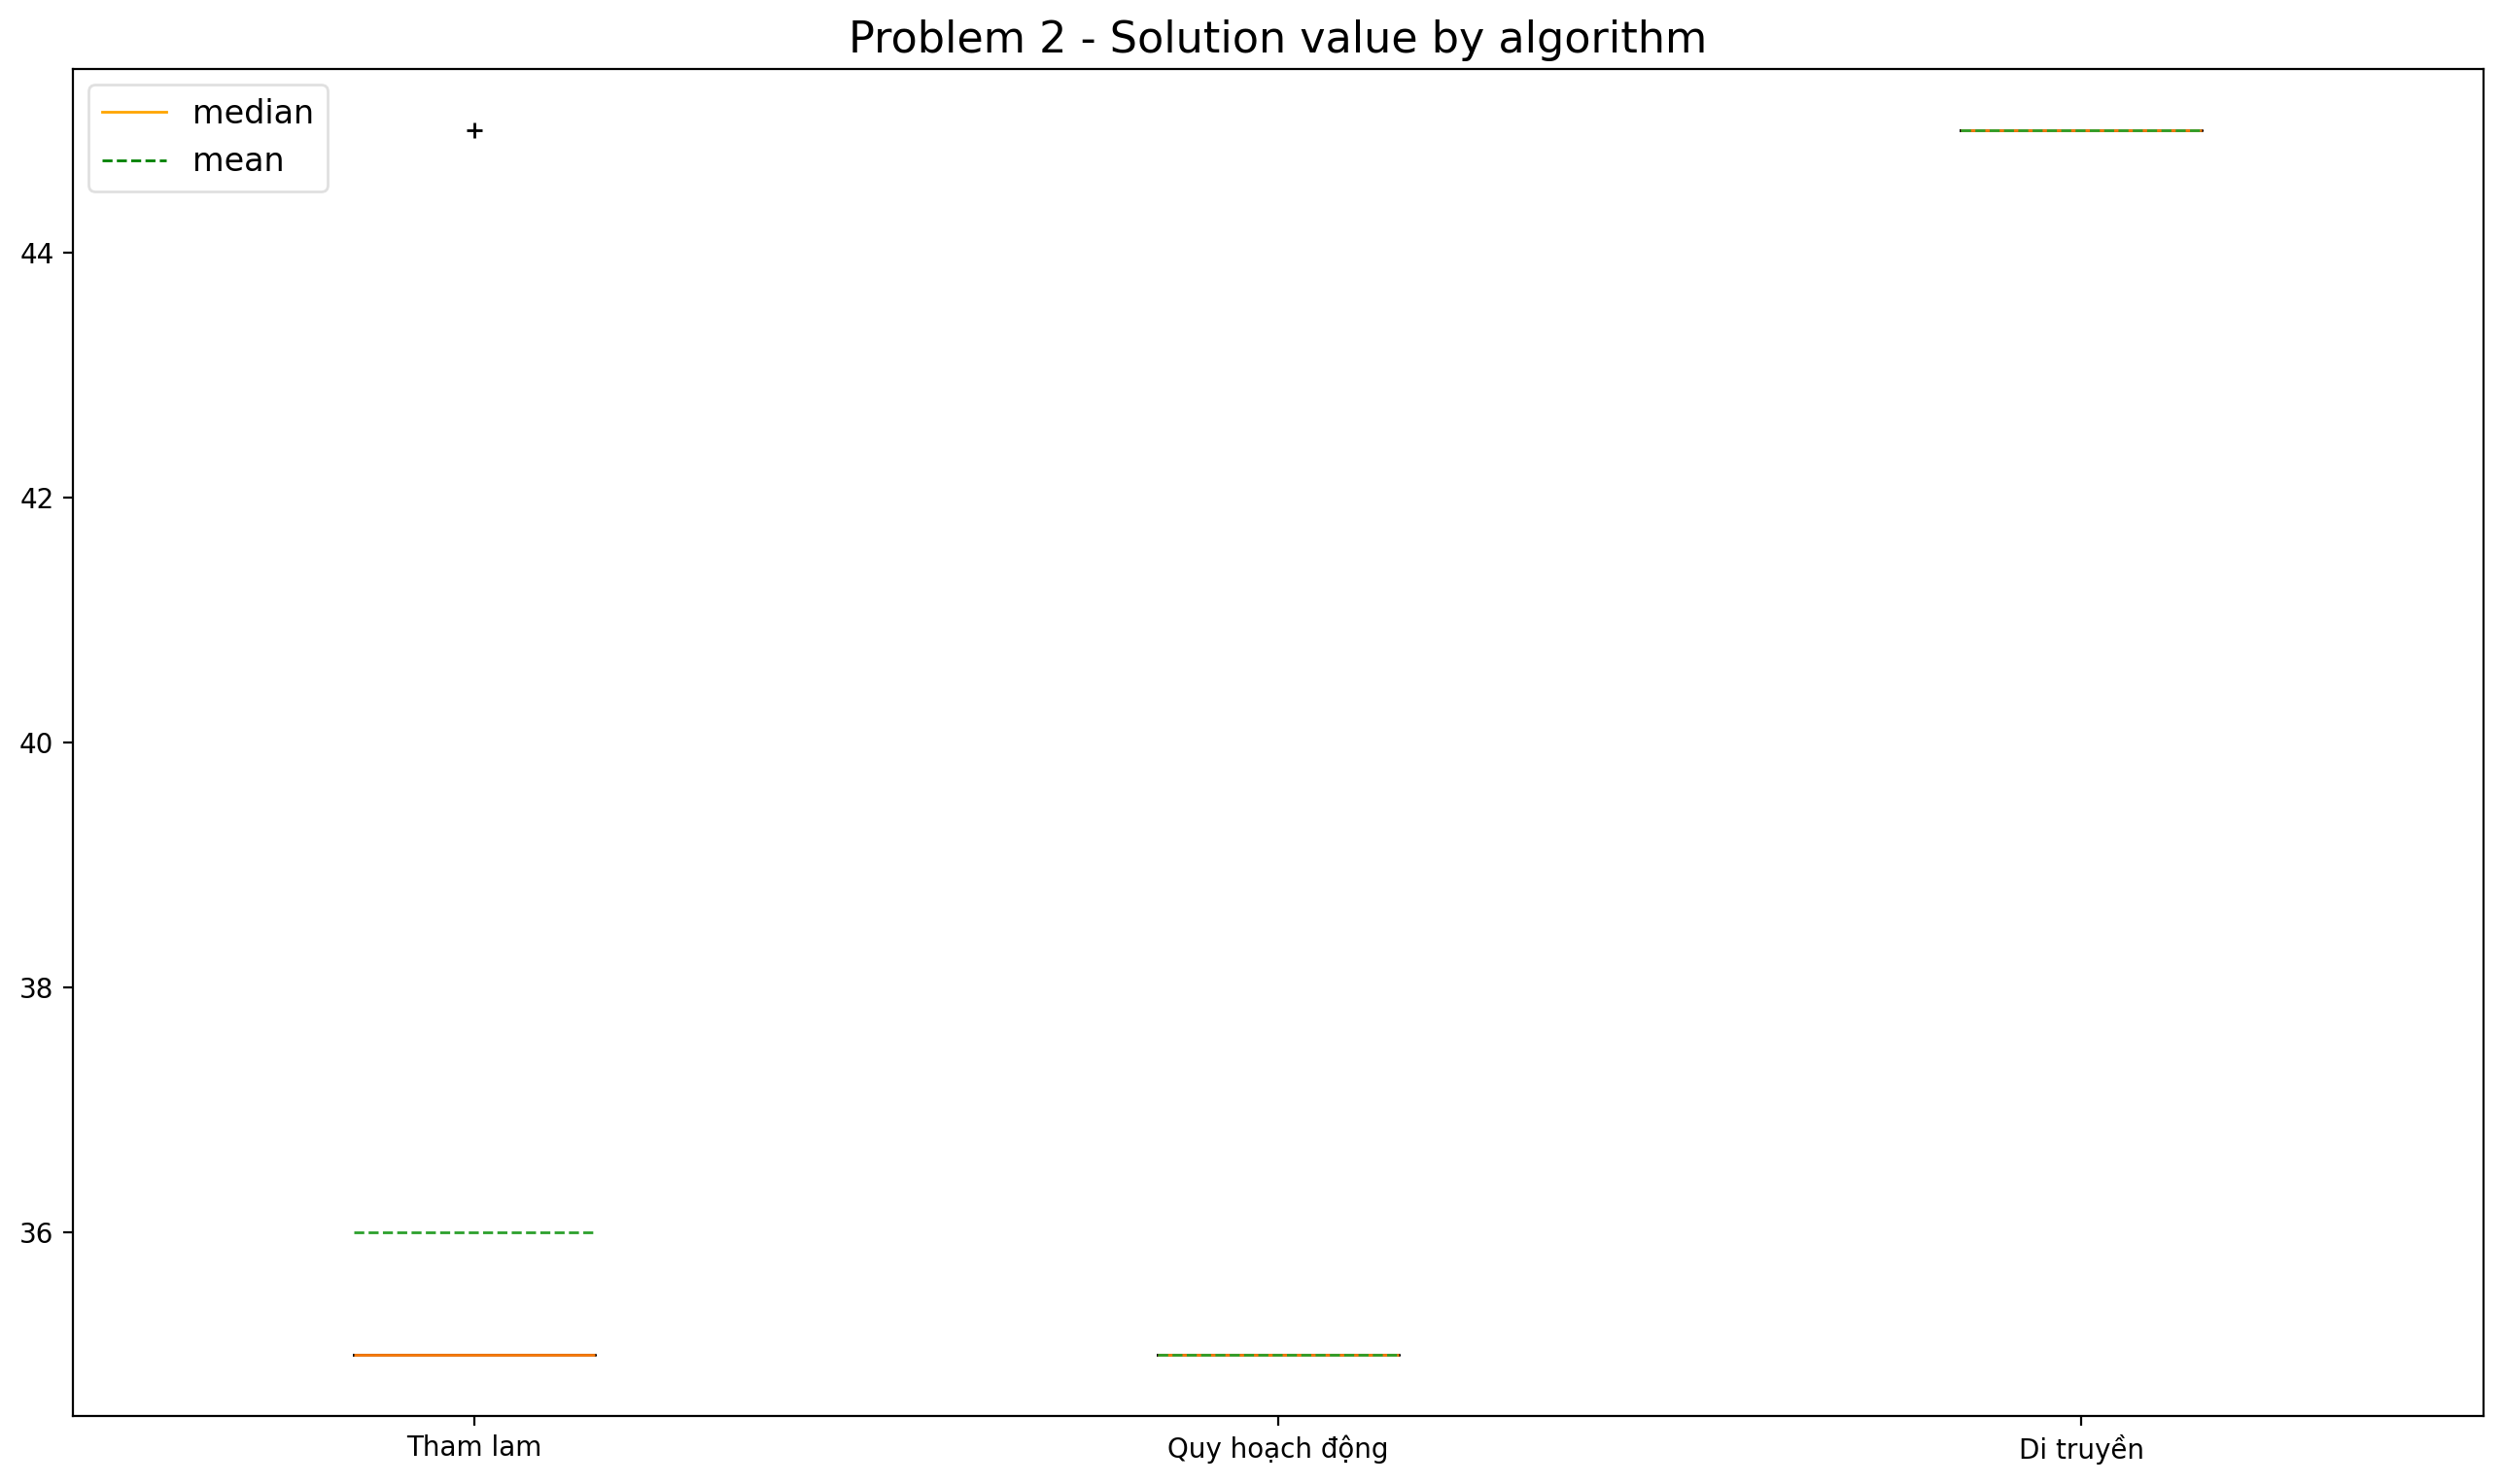 Problem 2 - Solution value by algorithm
median
mean
44
42
40
38
36
Tham lam
Quy hoạch động
Di truyền